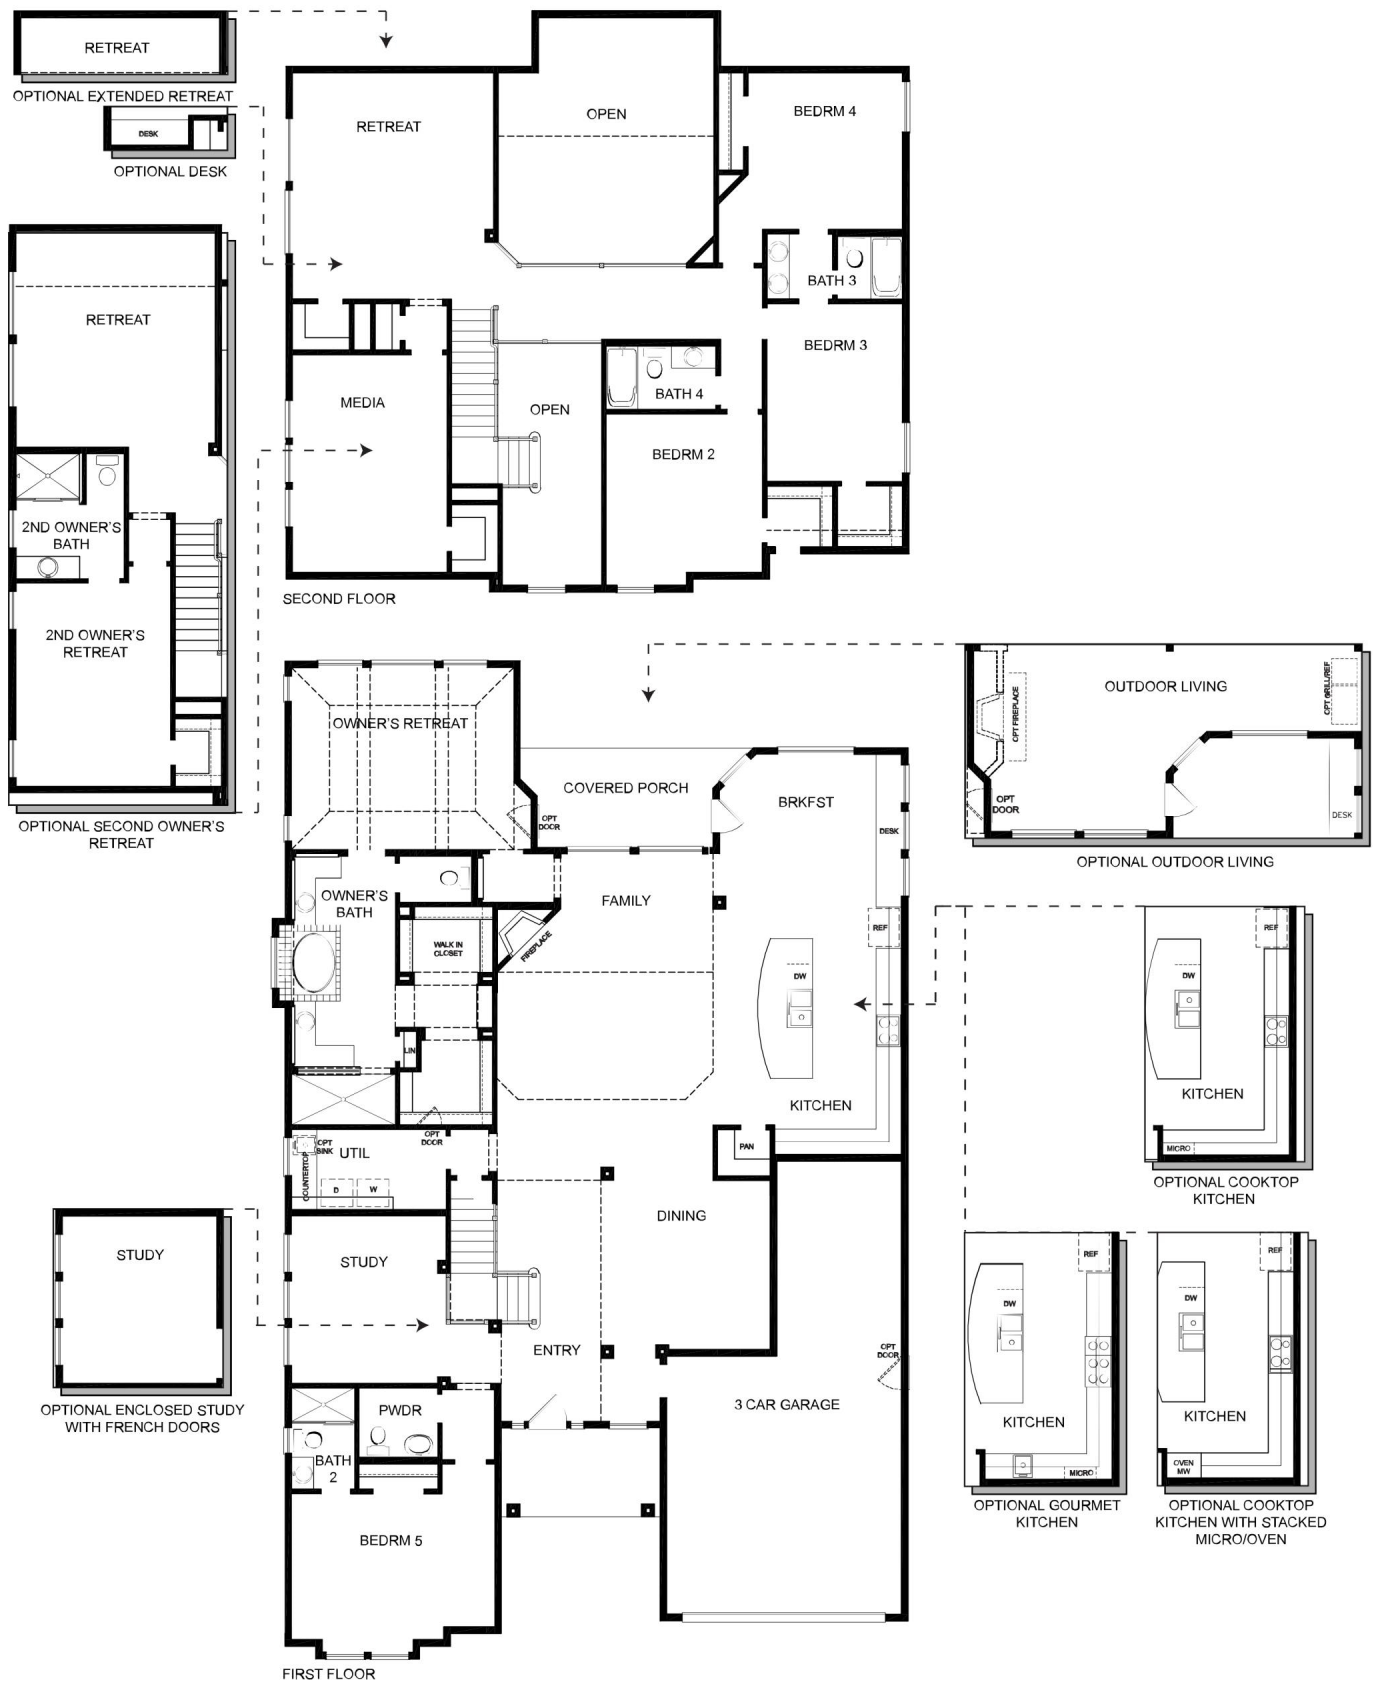 RETREAT
OPTIONAL EXTENDED RETREAT
DESK
OPTIONAL DESK
RETREAT
2ND OWNER'S
BATH
2ND OWNER'S
RETREAT
OPTIONAL SECOND OWNER'S
RETREAT
RETREAT
OPEN
BEDRM 4
BATH 3
BEDRM 3
MEDIA
OPEN
BATH 4
BEDRM 2
SECOND FLOOR
OWNER'S RETREAT
COVERED PORCH
OPT
DOOR
BRKFST
DESK
OWNER'S
BATH
FAMILY
WALK IN
CLOSET
FIREPLACE
REF
DW
LIN
KITCHEN
OPT
DOOR
PAN
OPT
SINK
UTIL
COUNTERTOP
D
W
DINING
STUDY
ENTRY
OPT
DOOR
3 CAR GARAGE
PWDR
BATH
2
BEDRM 5
FIRST FLOOR
STUDY
OPTIONAL ENCLOSED STUDY
WITH FRENCH DOORS
OUTDOOR LIVING
OPT FIREPLACE
OPT GRILL/REF
OPT
DOOR
DESK
OPTIONAL OUTDOOR LIVING
REF
DW
KITCHEN
MICRO
OPTIONAL COOKTOP
KITCHEN
REF
DW
KITCHEN
MICRO
OPTIONAL GOURMET
KITCHEN
REF
DW
KITCHEN
OVEN
MW
OPTIONAL COOKTOP
KITCHEN WITH STACKED
MICRO/OVEN